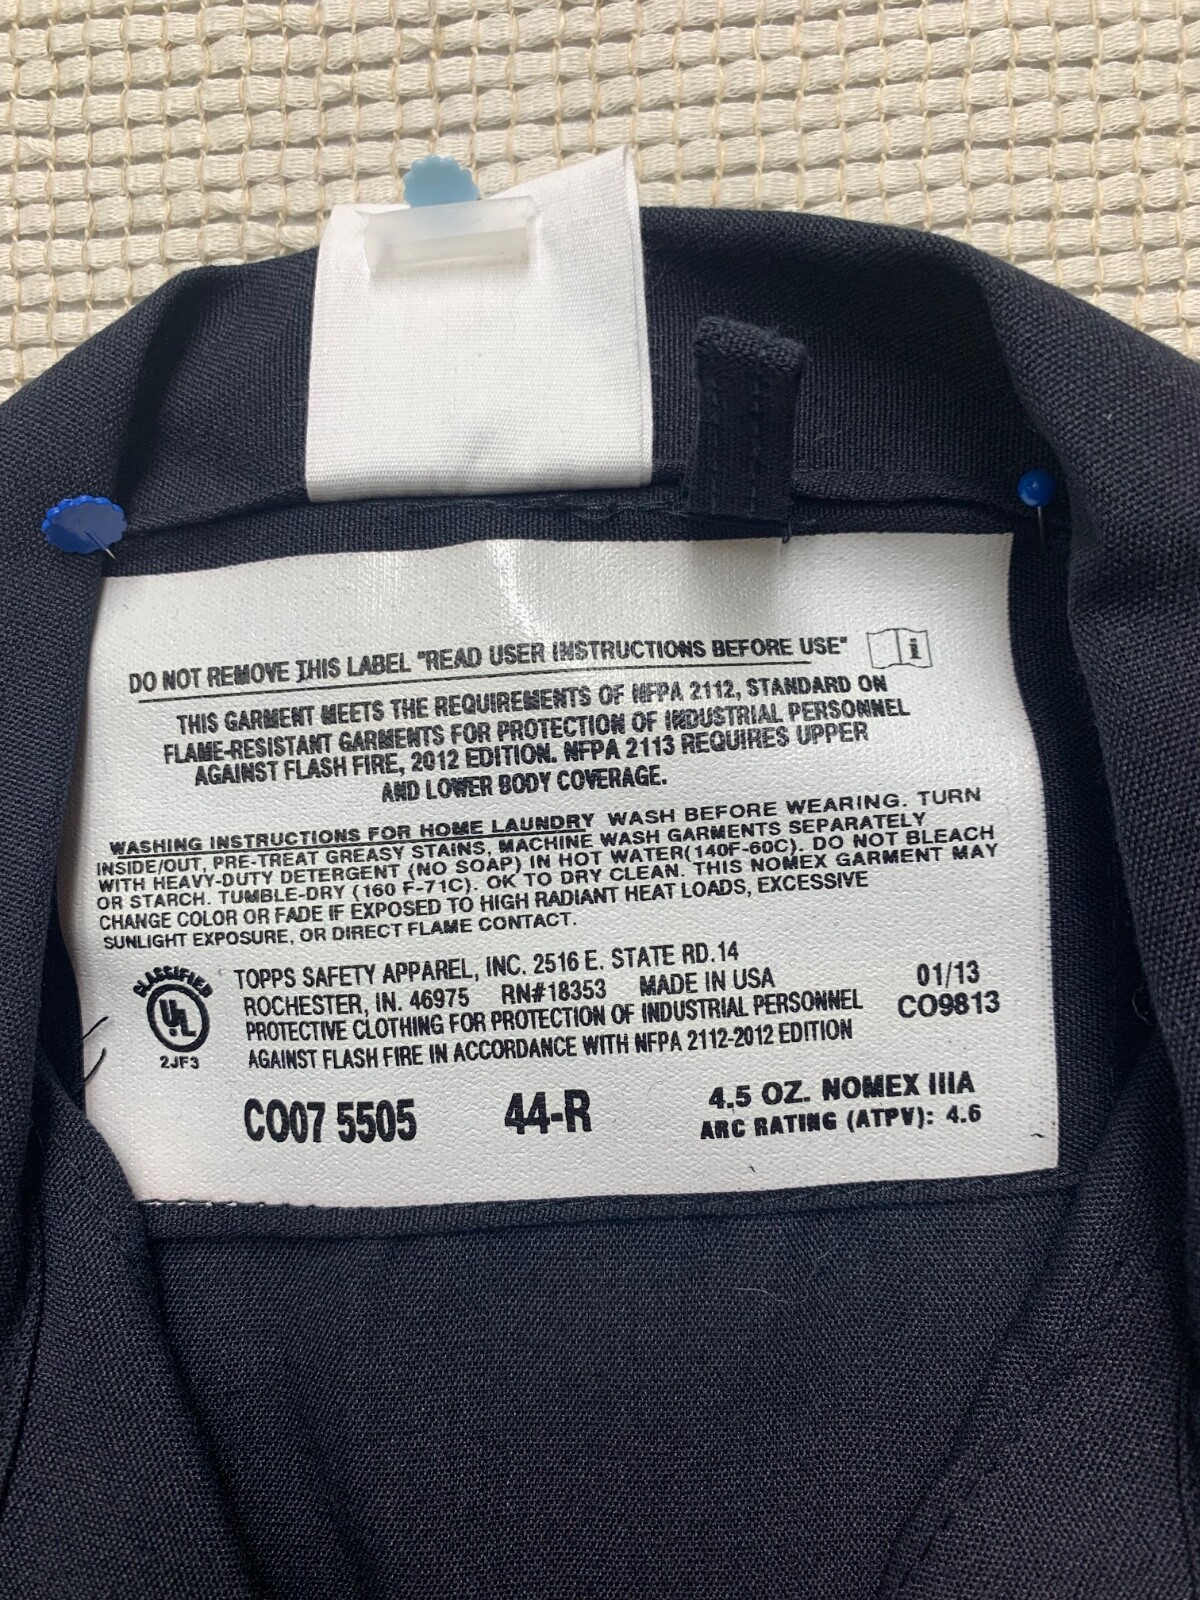 DO NOT REMOVE THIS LABEL "READ USER INSTRUCTIONS BEFORE USE" i
THIS GARMENT MEETS THE REQUIREMENTS OF NFPA 2112, STANDARD ON
FLAME-RESISTANT GARMENTS FOR PROTECTION OF INDUSTRIAL PERSONNEL
AGAINST FLASH FIRE, 2012 EDITION. NFPA 2113 REQUIRES UPPER
AND LOWER BODY COVERAGE.
WASHING INSTRUCTIONS FOR HOME LAUNDRY WASH BEFORE WEARING. TURN
INSIDE/OUT, PRE-TREAT GREASY STAINS, MACHINE WASH GARMENTS SEPARATELY
WITH HEAVY-DUTY DETERGENT (NO SOAP) IN HOT WATER(140F-60C). DO NOT BLEACH
OR STARCH. TUMBLE-DRY (160 F-71C). OK TO DRY CLEAN. THIS NOMEX GARMENT MAY
CHANGE COLOR OR FADE IF EXPOSED TO HIGH RADIANT HEAT LOADS, EXCESSIVE
SUNLIGHT EXPOSURE, OR DIRECT FLAME CONTACT.
CLASSIFIED
UL
2JF3
TOPPS SAFETY APPAREL, INC. 2516 E. STATE RD.14
ROCHESTER, IN. 46975 RN#18353 MADE IN USA
PROTECTIVE CLOTHING FOR PROTECTION OF INDUSTRIAL PERSONNEL
AGAINST FLASH FIRE IN ACCORDANCE WITH NFPA 2112-2012 EDITION
01/13
CO9813
CO07 5505 44-R
4.5 OZ. NOMEX IIIA
ARC RATING (ATPV): 4.6